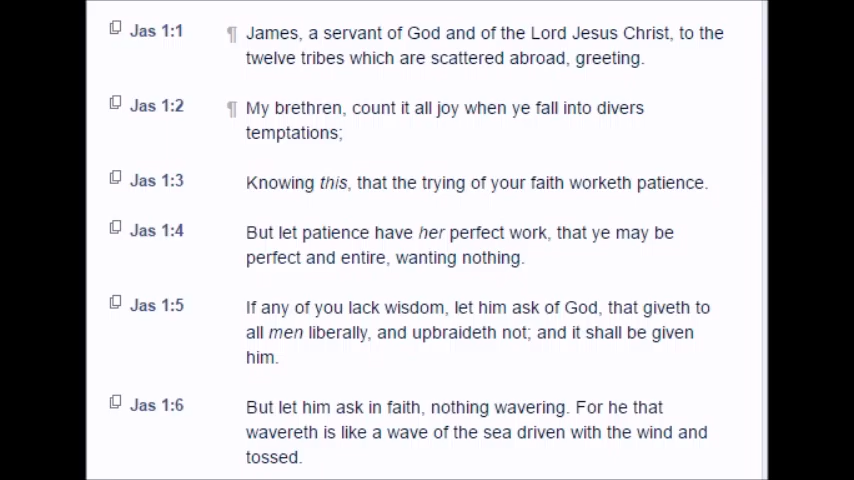 Jas 1:1 ¶ James, a servant of God and of the Lord Jesus Christ, to the
twelve tribes which are scattered abroad, greeting.
Jas 1:2 ¶ My brethren, count it all joy when ye fall into divers
temptations;
Jas 1:3 Knowing this, that the trying of your faith worketh patience.
Jas 1:4 But let patience have her perfect work, that ye may be
perfect and entire, wanting nothing.
Jas 1:5 If any of you lack wisdom, let him ask of God, that giveth to
all men liberally, and upbraideth not; and it shall be given
him.
Jas 1:6 But let him ask in faith, nothing wavering. For he that
wavereth is like a wave of the sea driven with the wind and
tossed.